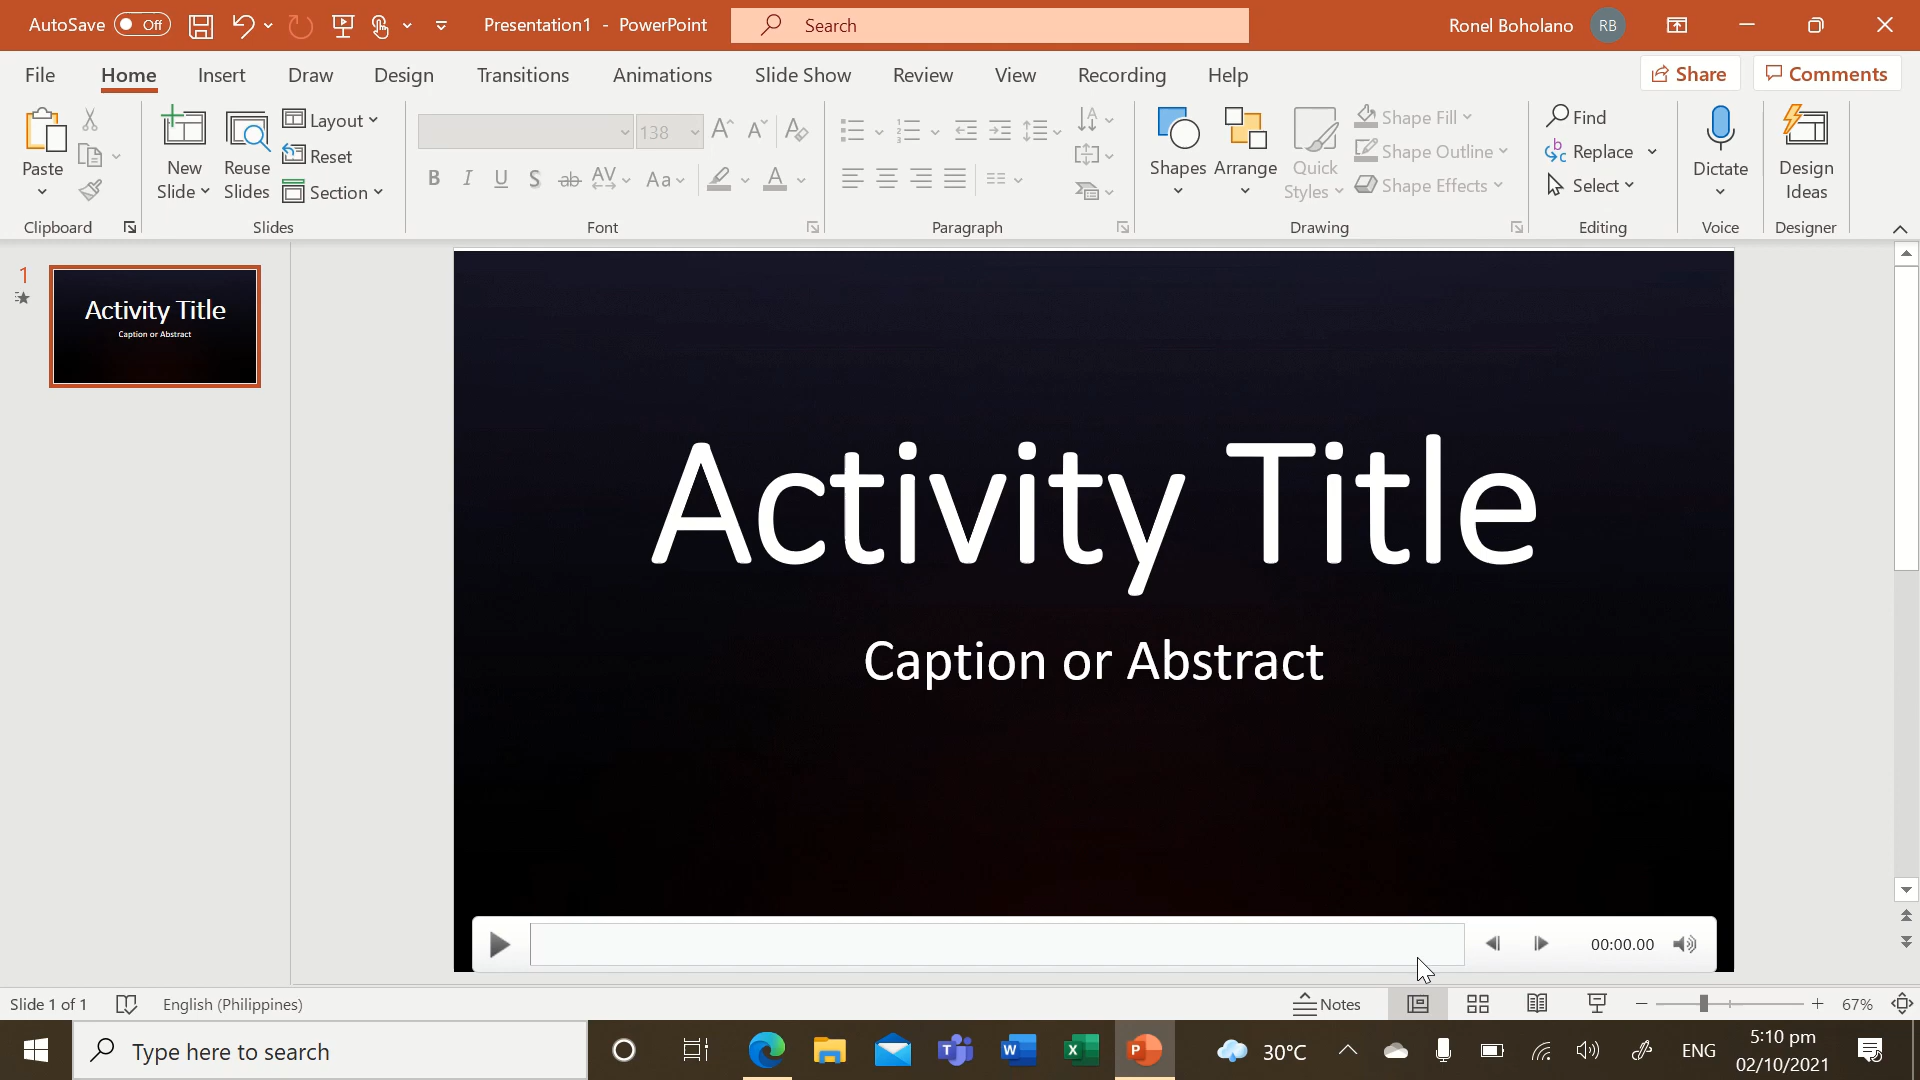 AutoSave Off Presentation1 - PowerPoint Search Ronel Boholano RB
File Home Insert Draw Design Transitions Animations Slide Show Review View Recording Help Share Comments
Paste
Clipboard
New Slide
Reuse Slides
Layout
Reset
Section
Slides
138
B I U S ab AV Aa A
Font
Paragraph
Shapes
Arrange
Quick Styles
Shape Fill
Shape Outline
Shape Effects
Drawing
Find
Replace
Select
Editing
Dictate
Voice
Design Ideas
Designer
1
Activity Title
Caption or Abstract
Activity Title
Caption or Abstract
00:00.00
Slide 1 of 1 English (Philippines) Notes 67%
Type here to search 30°C ENG 5:10 pm
02/10/2021